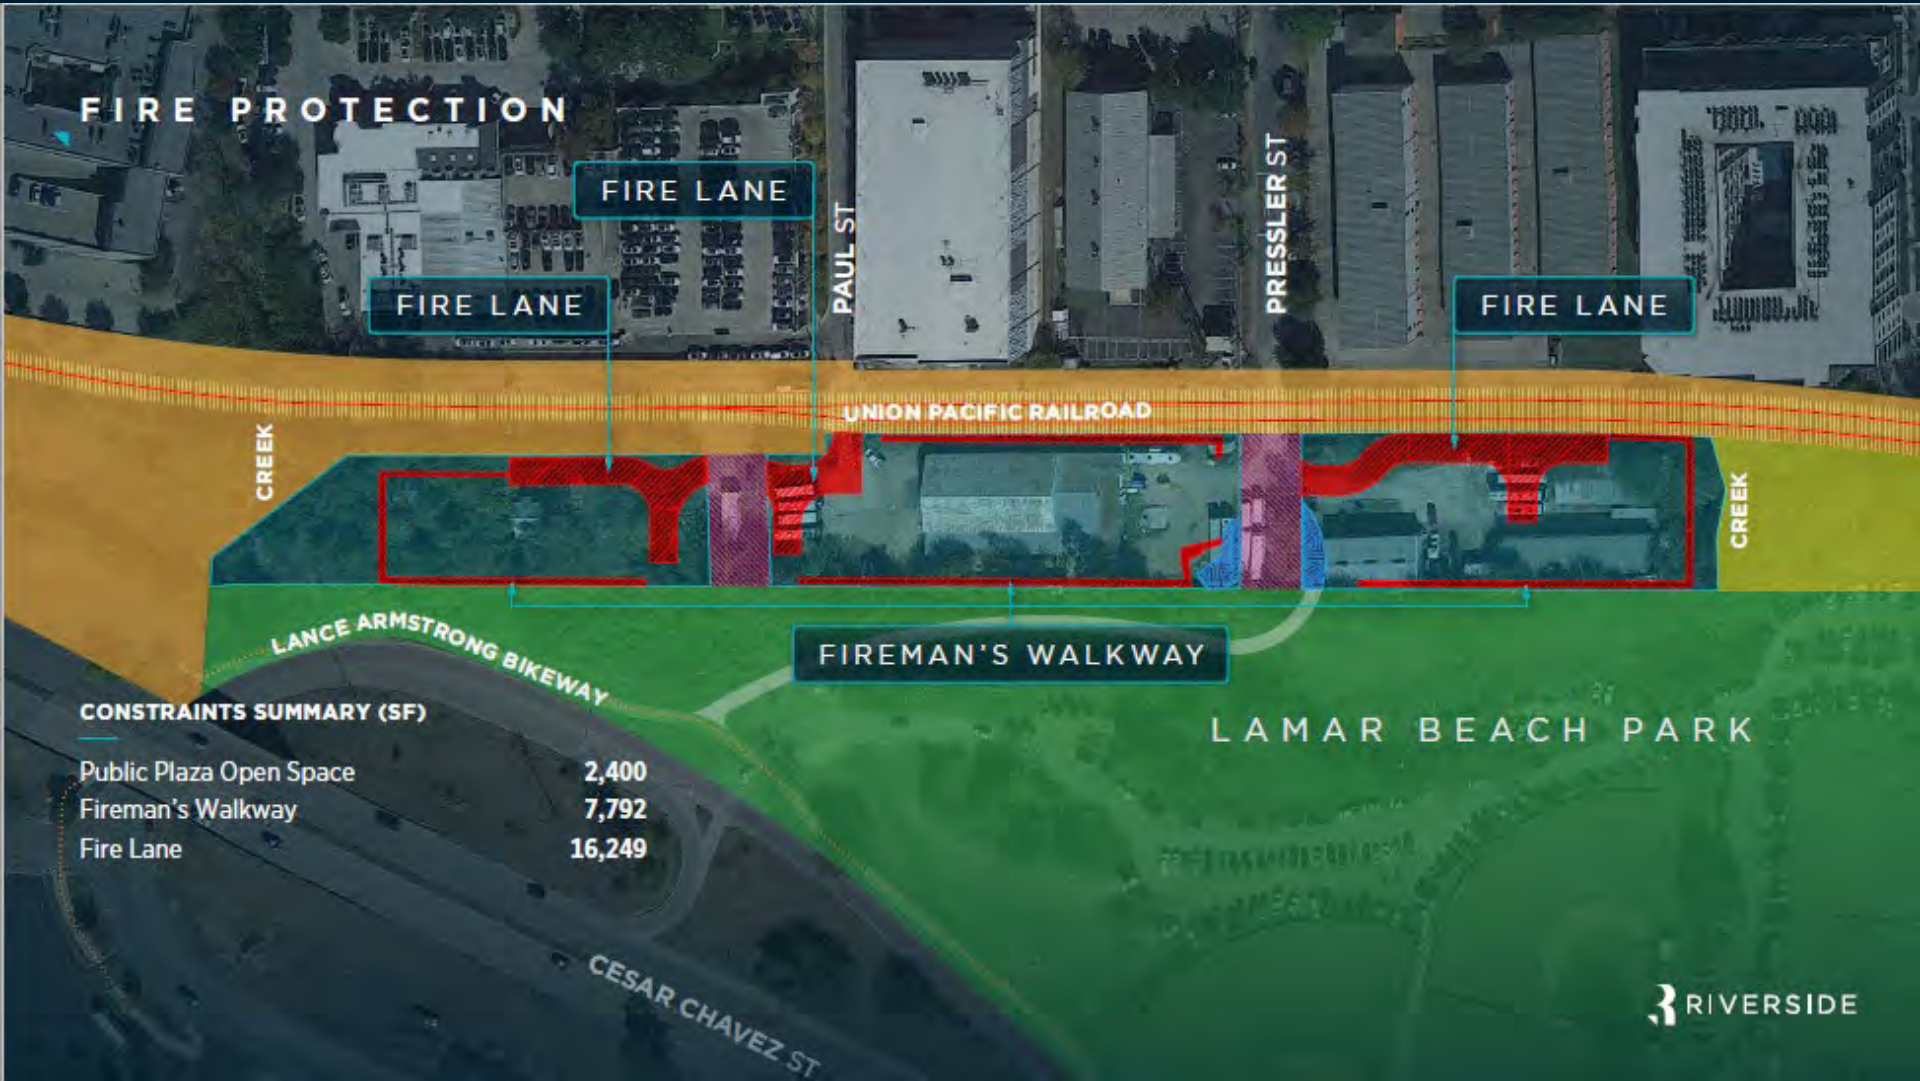 FIRE PROTECTION
FIRE LANE
PAUL ST
PRESSLER ST
FIRE LANE
FIRE LANE
UNION PACIFIC RAILROAD
CREEK
CREEK
LANCE ARMSTRONG BIKEWAY
FIREMAN'S WALKWAY
LAMAR BEACH PARK
CONSTRAINTS SUMMARY (SF)
Public Plaza Open Space 2,400
Fireman's Walkway 7,792
Fire Lane 16,249
CESAR CHAVEZ ST
RIVERSIDE